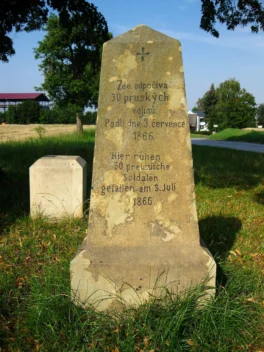 Zde odpočívá
30 pruských
vojínů
Padli dne 3. července
1866.
Hier ruhen
30 preussische
Soldaten
gefallen am 3. Juli
1866.